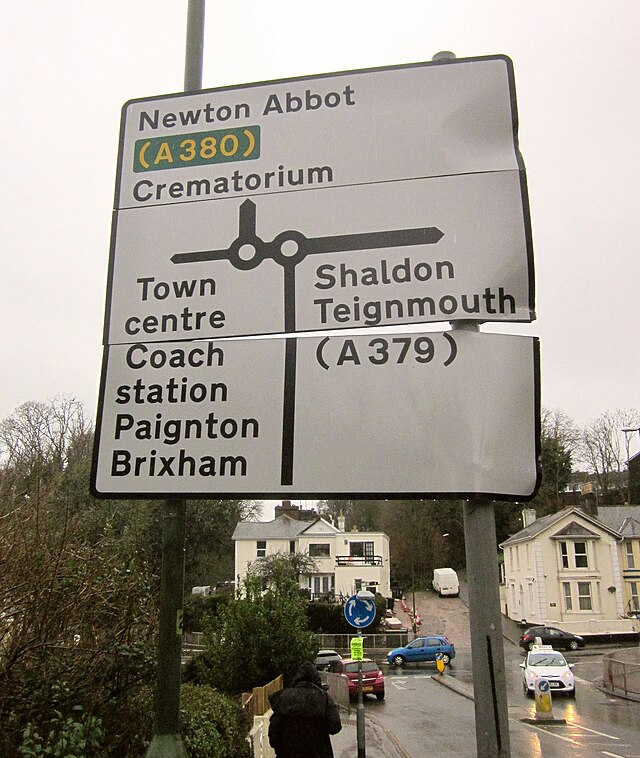 Newton Abbot
(A380)
Crematorium
Town
centre
Coach
station
Paignton
Brixham
Shaldon
Teignmouth
(A379)